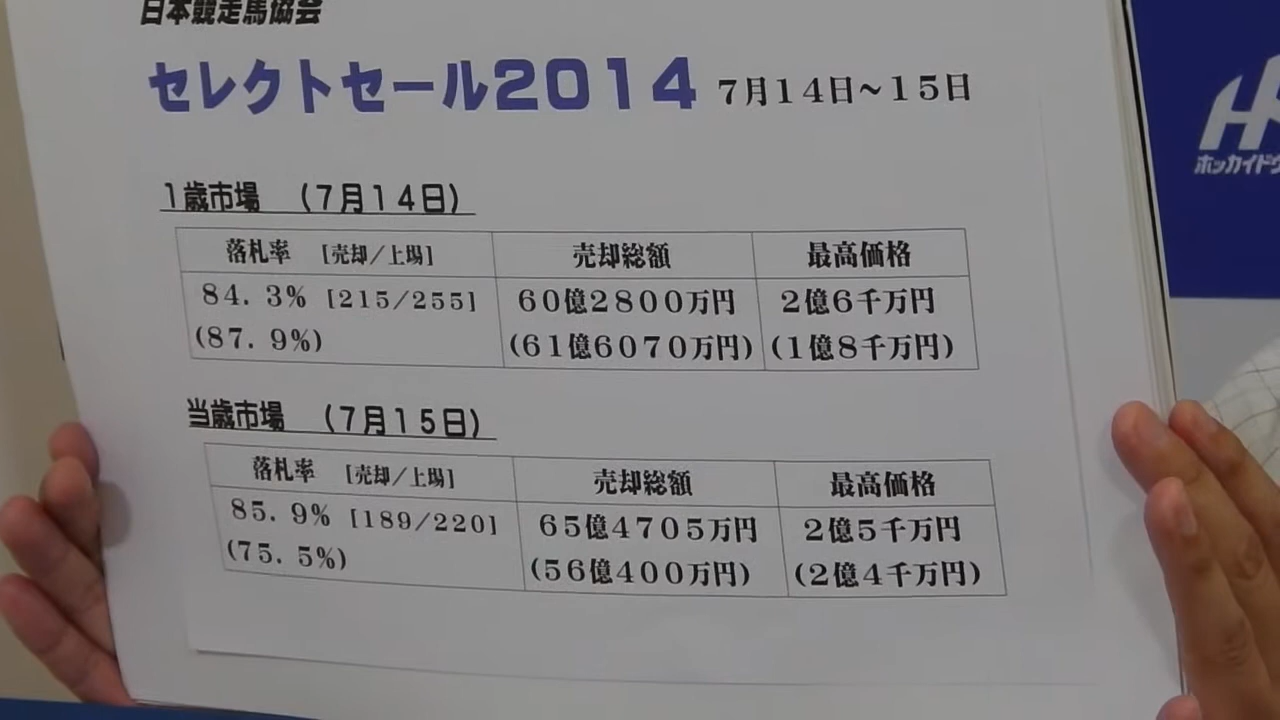 日本競走馬協会
セレクトセール2014 7月14日~15日
1歳市場 (7月14日)
落札率 [売却/上場] 売却総額 最高価格
84.3% [215/255] 60億2800万円 2億6千万円
(87.9%) (61億6070万円) (1億8千万円)
当歳市場 (7月15日)
落札率 [売却/上場] 売却総額 最高価格
85.9% [189/220] 65億4705万円 2億5千万円
(75.5%) (56億400万円) (2億4千万円)
ホッカイドウ